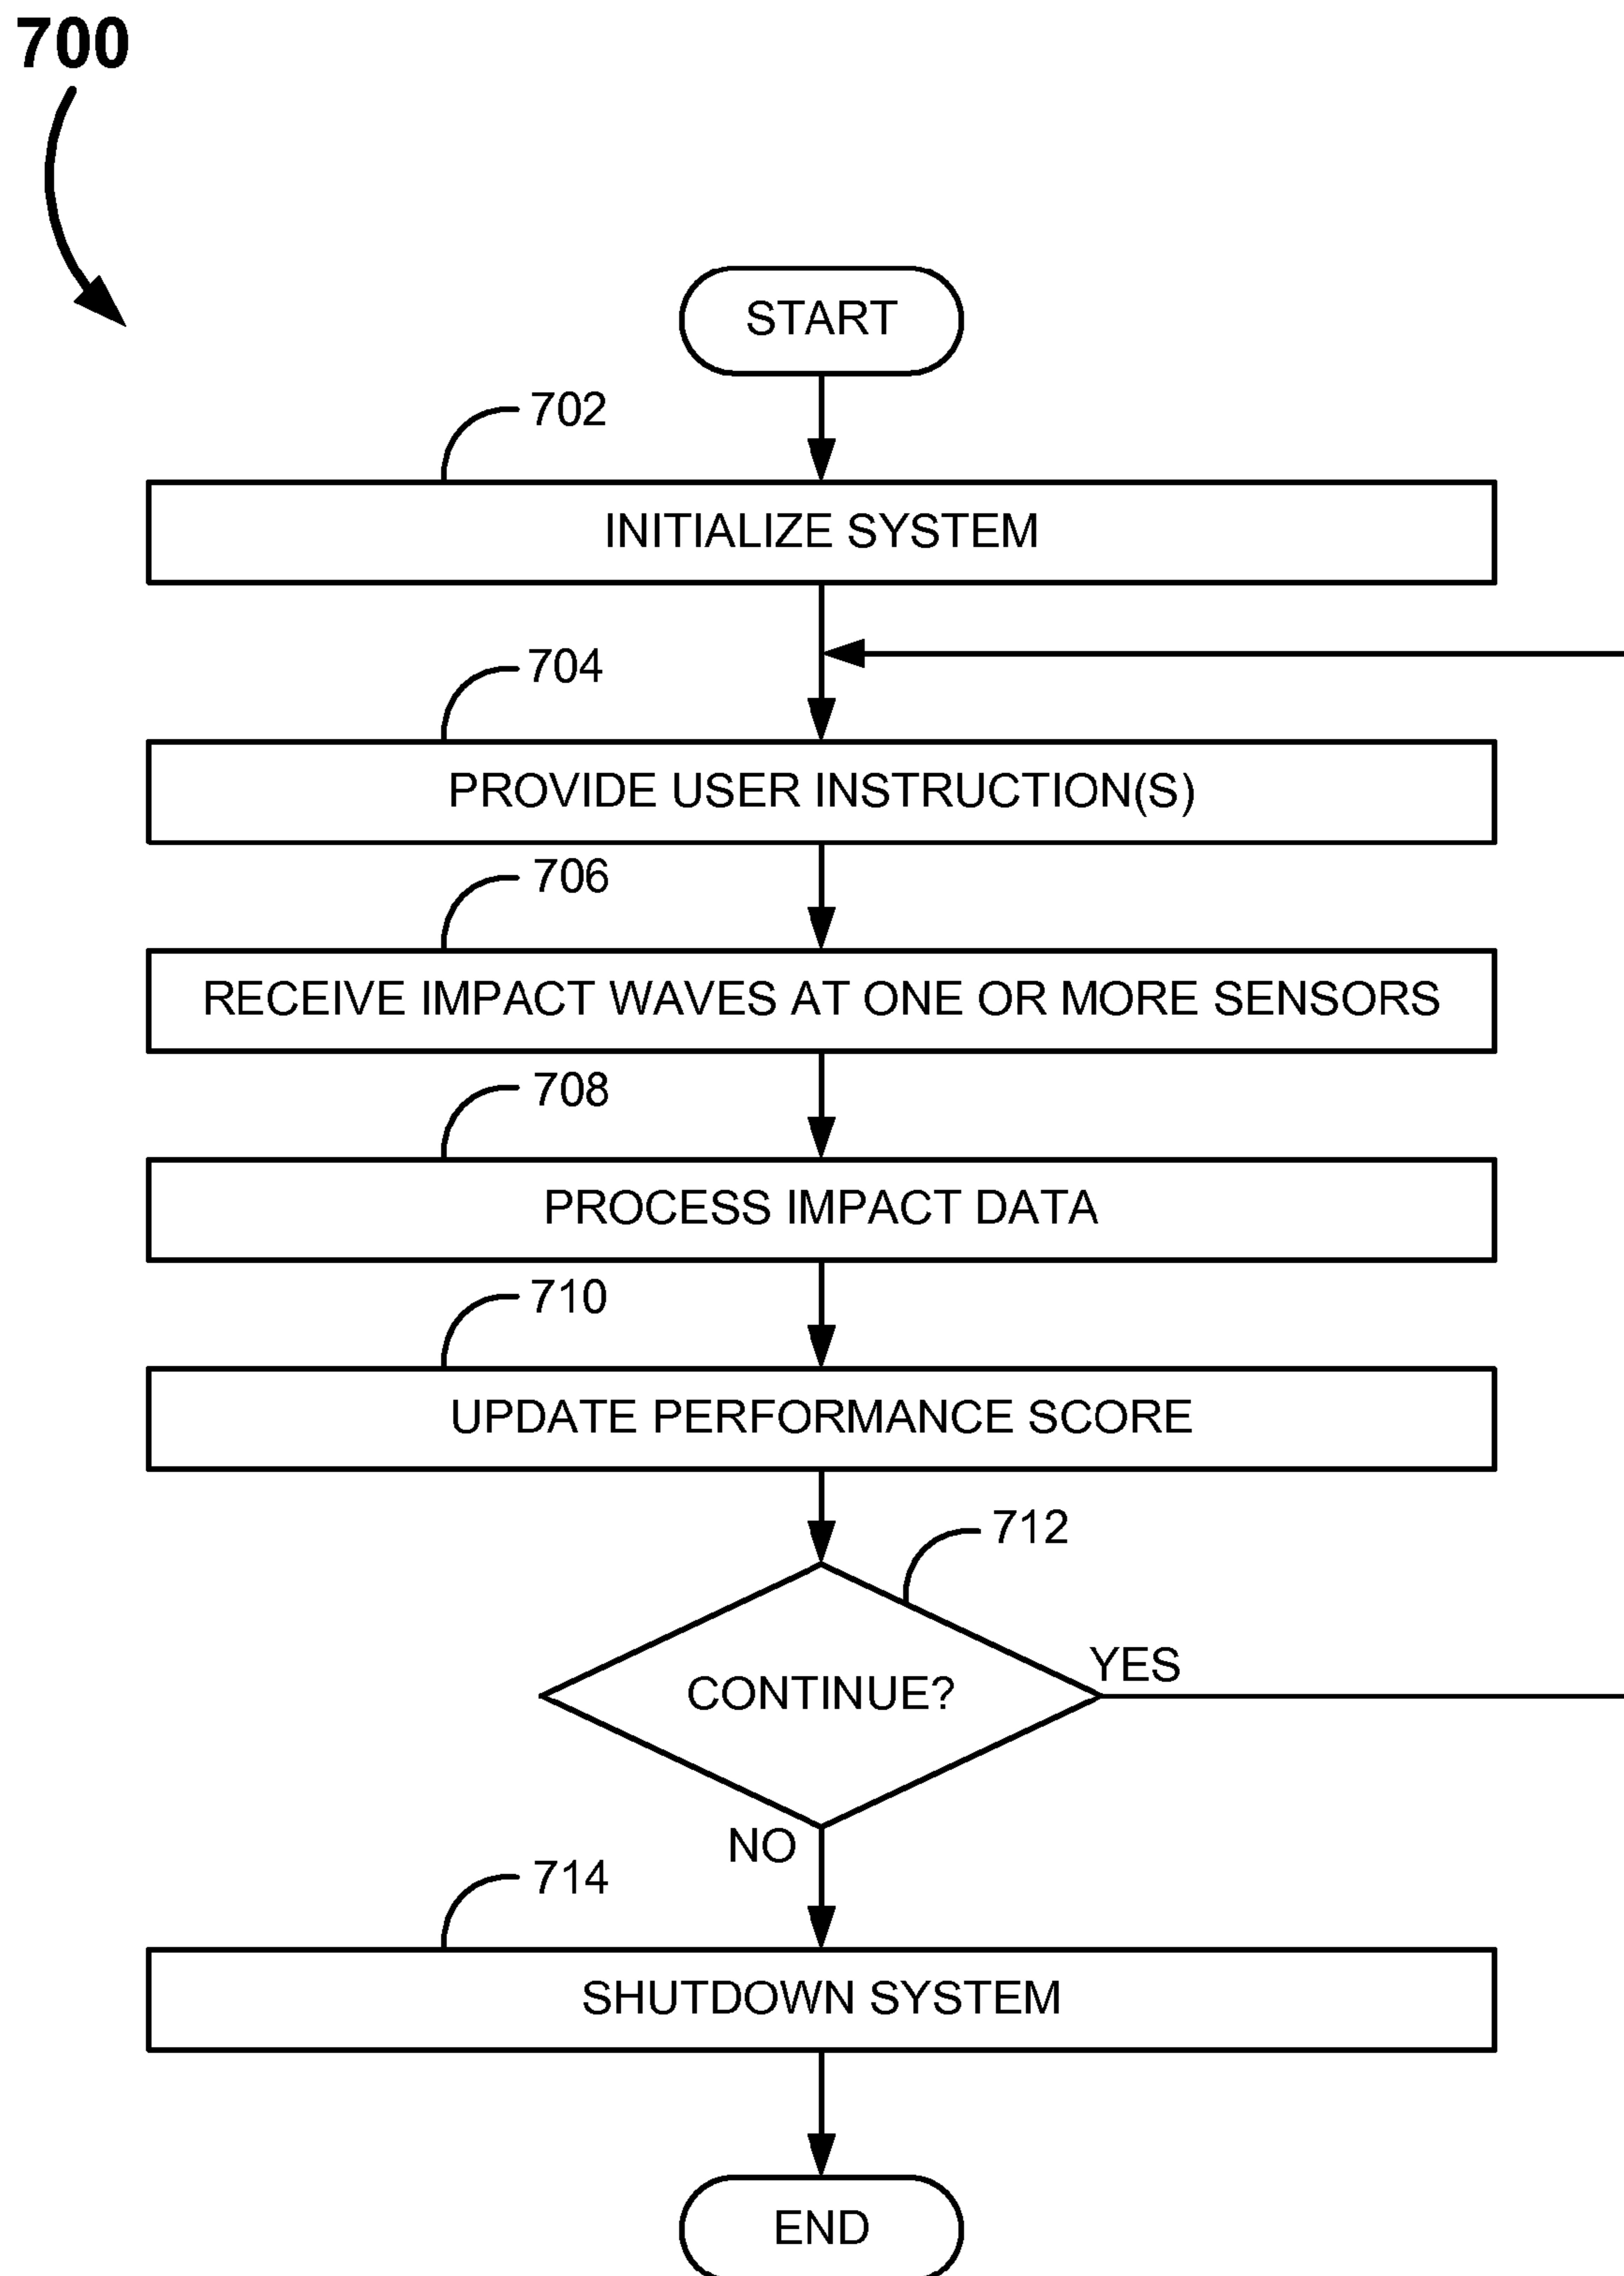 700
START
702
INITIALIZE SYSTEM
704
PROVIDE USER INSTRUCTION(S)
706
RECEIVE IMPACT WAVES AT ONE OR MORE SENSORS
708
PROCESS IMPACT DATA
710
UPDATE PERFORMANCE SCORE
712
CONTINUE?
YES
NO
714
SHUTDOWN SYSTEM
END